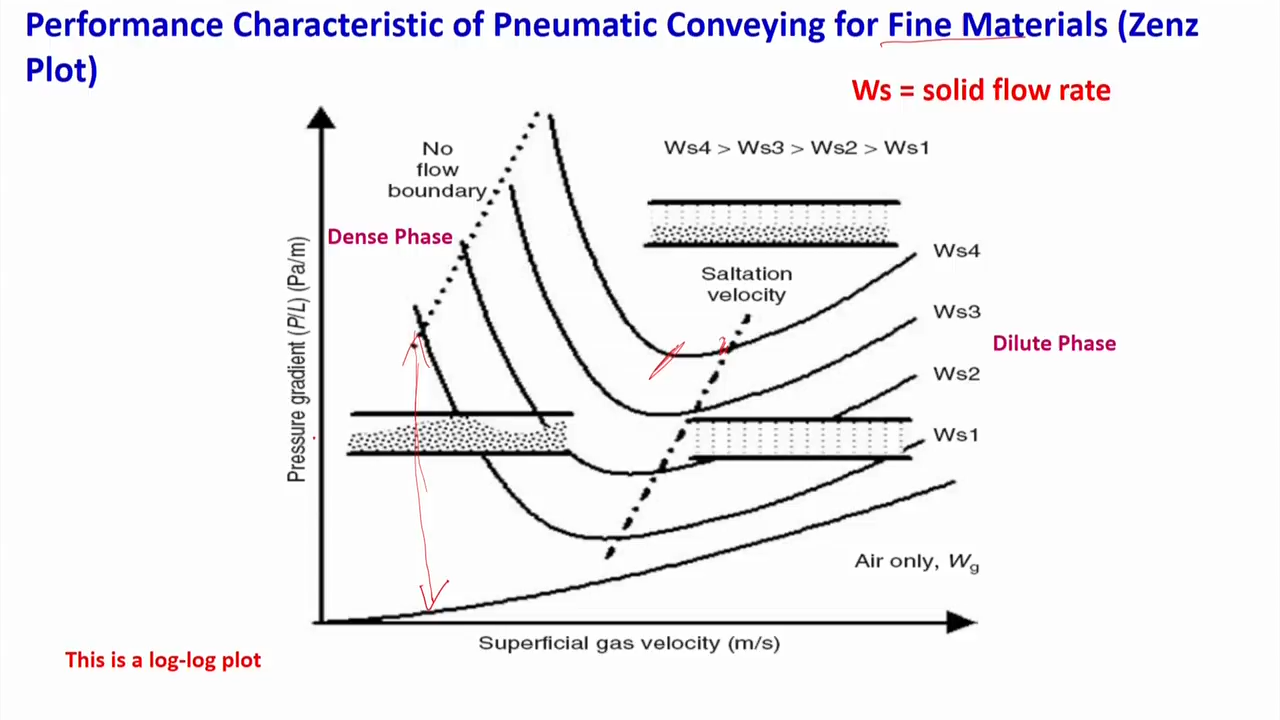 Performance Characteristic of Pneumatic Conveying for Fine Materials (Zenz
Plot)
Ws = solid flow rate
No
flow
boundary
Ws4 > Ws3 > Ws2 > Ws1
Dense Phase
Saltation
velocity
Ws4
Ws3
Dilute Phase
Ws2
Ws1
Pressure gradient (P/L) (Pa/m)
Air only, Wg
Superficial gas velocity (m/s)
This is a log-log plot